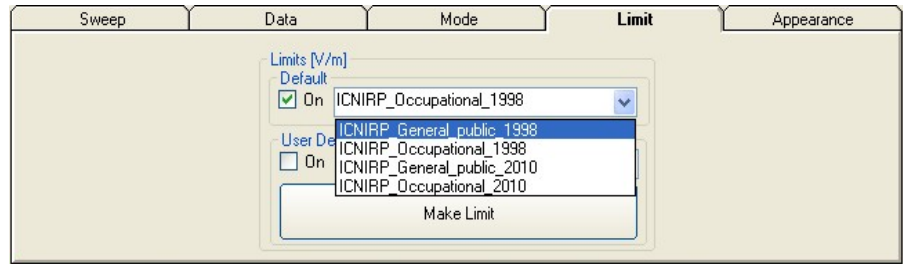 Sweep Data Mode Limit Appearance
Limits [V/m]
Default
On ICNIRP_Occupational_1998
ICNIRP_General_public_1998
User De
ICNIRP_Occupational_1998
On
ICNIRP_General_public_2010
ICNIRP_Occupational_2010
Make Limit